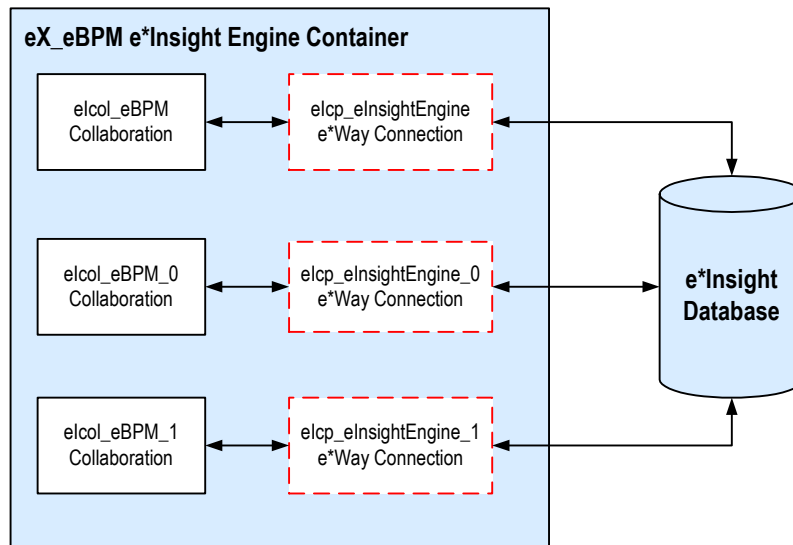 eX_eBPM e*Insight Engine Container
eIcol_eBPM
Collaboration
eIcp_eInsightEngine
e*Way Connection
eIcol_eBPM_0
Collaboration
eIcp_eInsightEngine_0
e*Way Connection
e*Insight
Database
eIcol_eBPM_1
Collaboration
eIcp_eInsightEngine_1
e*Way Connection